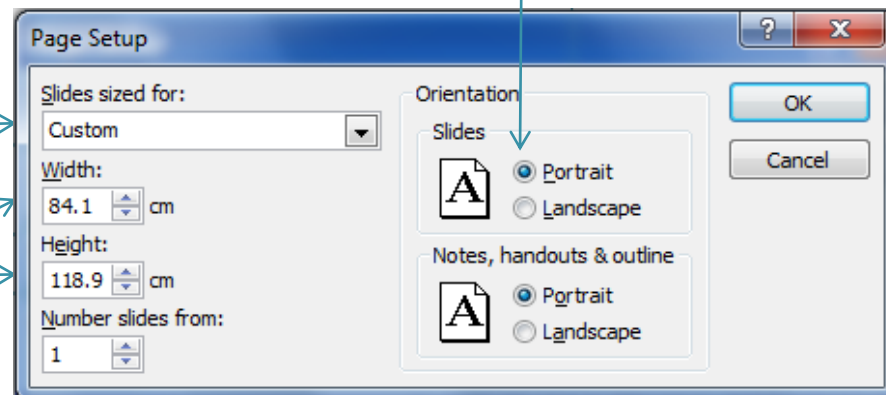 Page Setup
?
X
Slides sized for:
Custom
Width:
84.1 cm
Height:
118.9 cm
Number slides from:
1
Orientation
Slides
A
Portrait
Landscape
Notes, handouts & outline
A
Portrait
Landscape
OK
Cancel